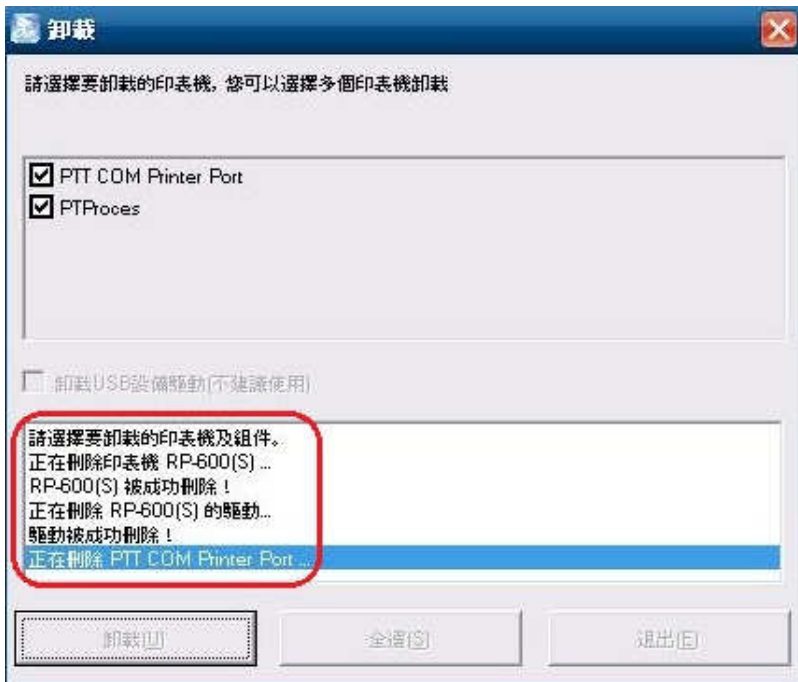 卸载
請選擇要卸載的印表機, 您可以選擇多個印表機卸載
PTT COM Printer Port
PTProces
卸載USB設備驅動(不建議使用)
請選擇要卸載的印表機及組件。
正在刪除印表機 RP-600(S) ...
RP-600(S) 被成功刪除！
正在刪除 RP-600(S) 的驅動...
驅動被成功刪除！
正在刪除 PTT COM Printer Port ...
卸載(U)
全選(S)
退出(E)